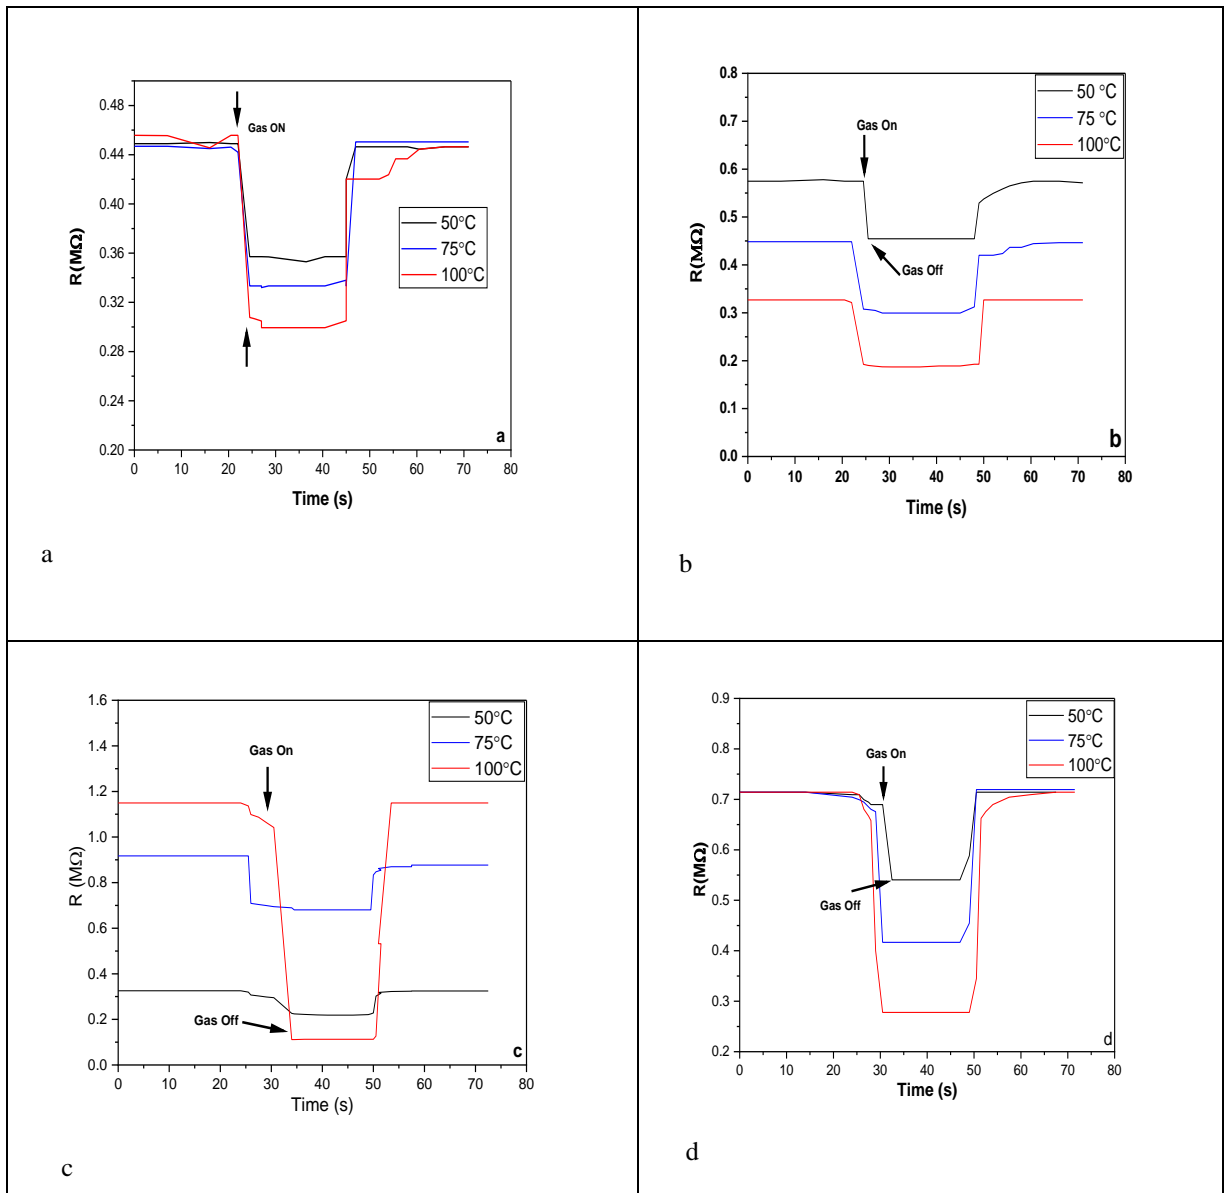 0.48
0.44
0.40
0.36
0.32
0.28
0.24
0.20
R(MΩ)
Gas ON
50°C
75°C
100°C
a
0 10 20 30 40 50 60 70 80
Time (s)
a
0.8
0.7
0.6
0.5
0.4
0.3
0.2
0.1
0.0
R(MΩ)
50 °C
75 °C
100°C
Gas On
Gas Off
b
0 10 20 30 40 50 60 70 80
Time (s)
b
1.6
1.4
1.2
1.0
0.8
0.6
0.4
0.2
0.0
R (MΩ)
50°C
75°C
100°C
Gas On
Gas Off
c
0 10 20 30 40 50 60 70 80
Time (s)
c
0.9
0.8
0.7
0.6
0.5
0.4
0.3
0.2
R(MΩ)
50°C
75°C
100°C
Gas On
Gas Off
d
0 10 20 30 40 50 60 70 80
Time (s)
d